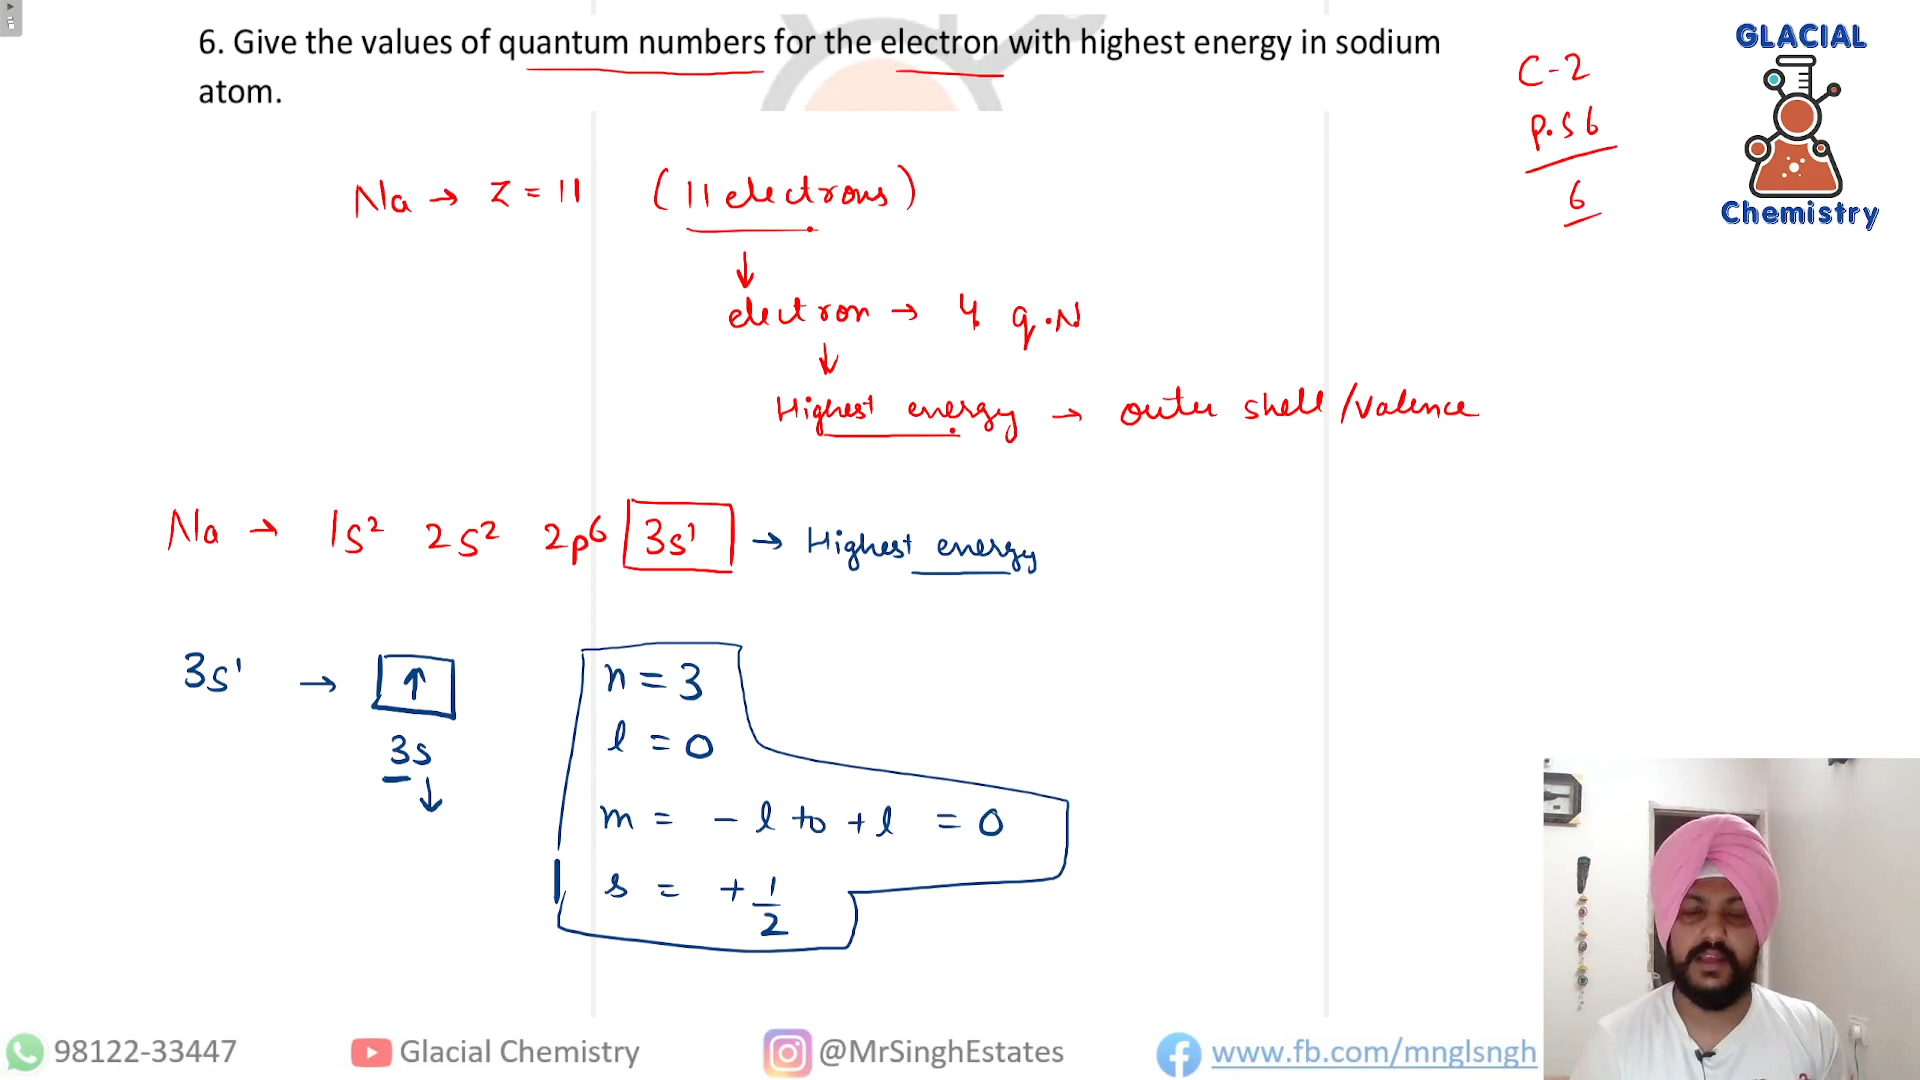 6. Give the values of quantum numbers for the electron with highest energy in sodium
atom.
GLACIAL
Chemistry
C-2
P.S 6
6
Na → Z = 11 (11 electrons)
↓
electron → 4 q.N
↓
Highest energy → outer shell/valence
Na → 1s² 2s² 2p⁶ 3s¹ → Highest energy
3s¹ → ↑
3s
↓
n = 3
l = 0
m = - l to + l = 0
s = + 1/2
98122-33447 Glacial Chemistry @MrSinghEstates www.fb.com/mnglsngh